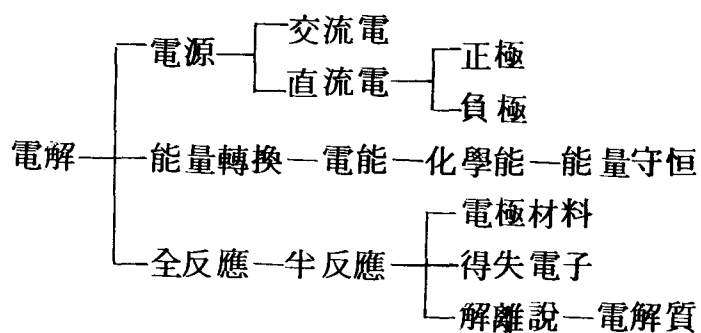 交流電
電源
正極
直流電
負極
電解
能量轉換
電能
化學能
能量守恒
電極材料
全反應
半反應
得失電子
解離說
電解質